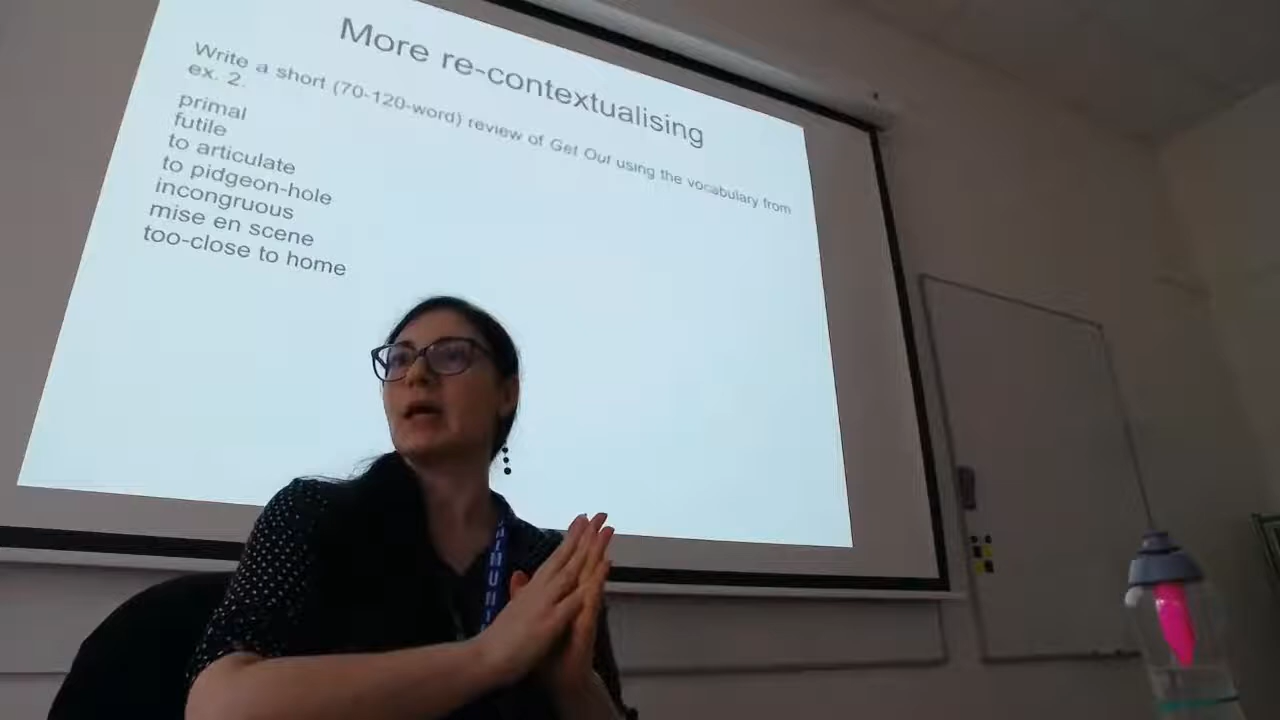 More re-contextualising
Write a short (70-120-word) review of Get Out using the vocabulary from
ex. 2.
primal
futile
to articulate
to pidgeon-hole
incongruous
mise en scene
too-close to home